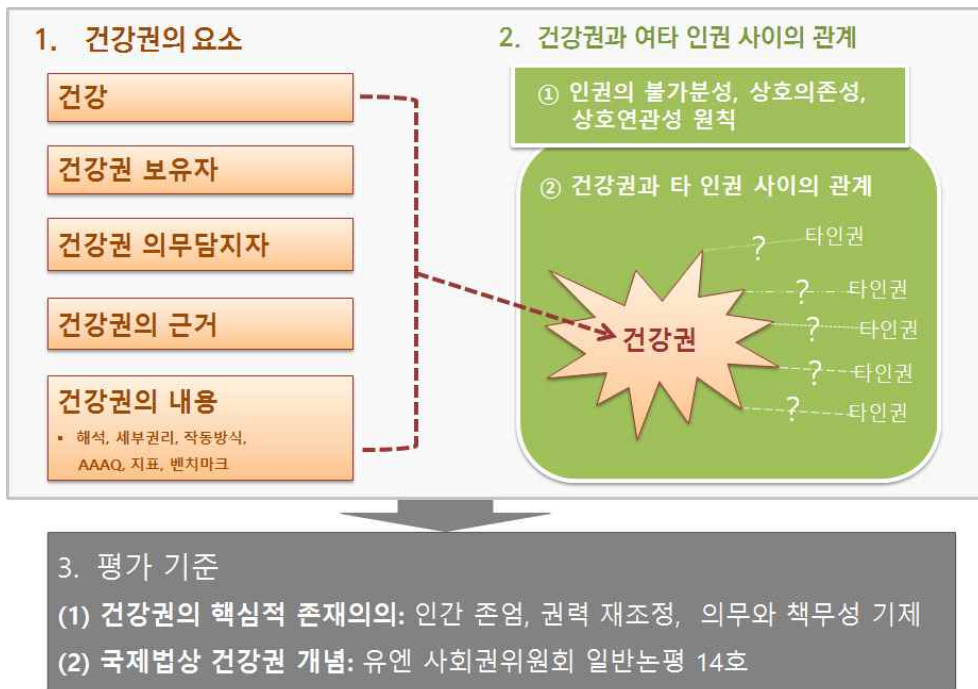 1. 건강권의 요소
건강
건강권 보유자
건강권 의무담지자
건강권의 근거
건강권의 내용
▪ 해석, 세부권리, 작동방식,
AAAQ, 지표, 벤치마크
2. 건강권과 여타 인권 사이의 관계
① 인권의 불가분성, 상호의존성,
상호연관성 원칙
② 건강권과 타 인권 사이의 관계
건강권
? 타인권
? 타인권
? 타인권
? 타인권
? 타인권
3. 평가 기준
(1) 건강권의 핵심적 존재의의: 인간 존엄, 권력 재조정, 의무와 책무성 기제
(2) 국제법상 건강권 개념: 유엔 사회권위원회 일반논평 14호